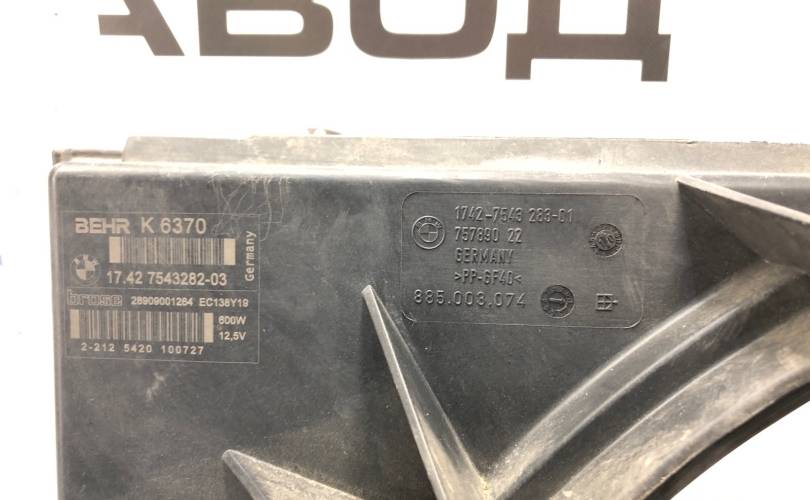 АВОД
BEHR K 6370
Germany
17.42 7543282-03
brose 28909001264 EC138Y19
600W
12,5V
2-212 5420 100727
1742-7543 283-01
757890 22
GERMANY
>PP-GF40<
885.003.074